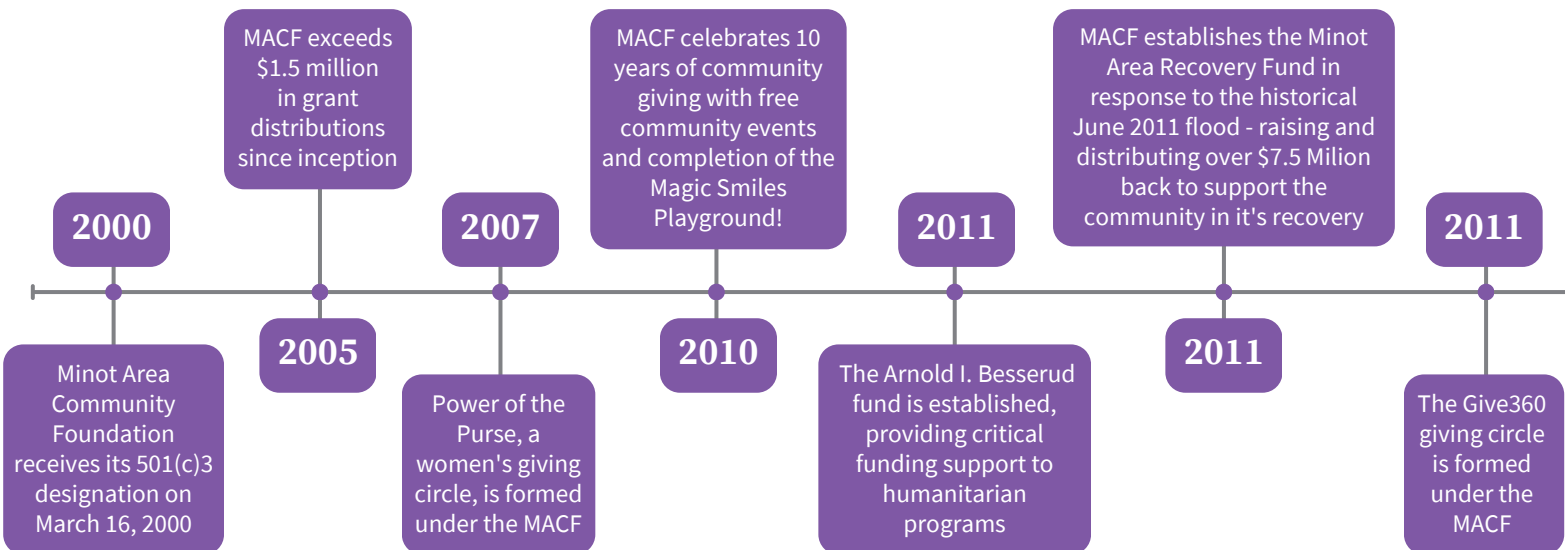 2000
Minot Area
Community
Foundation
receives its 501(c)3
designation on
March 16, 2000
MACF exceeds
$1.5 million
in grant
distributions
since inception
2005
2007
Power of the
Purse, a
women's giving
circle, is formed
under the MACF
MACF celebrates 10
years of community
giving with free
community events
and completion of the
Magic Smiles
Playground!
2010
2011
The Arnold I. Besserud
fund is established,
providing critical
funding support to
humanitarian
programs
MACF establishes the Minot
Area Recovery Fund in
response to the historical
June 2011 flood - raising and
distributing over $7.5 Milion
back to support the
community in it's recovery
2011
2011
The Give360
giving circle
is formed
under the
MACF